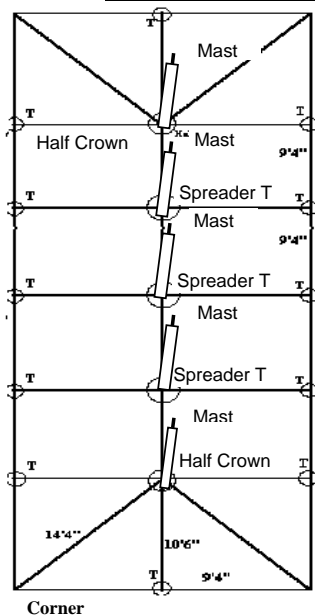 T
Mast
T
Half Crown
Mast
T
9'4"
T
Spreader T
T
Mast
9'4"
T
Spreader T
T
Mast
T
Spreader T
T
Mast
T
Half Crown
14'4"
10'6"
T
9'4"
Corner